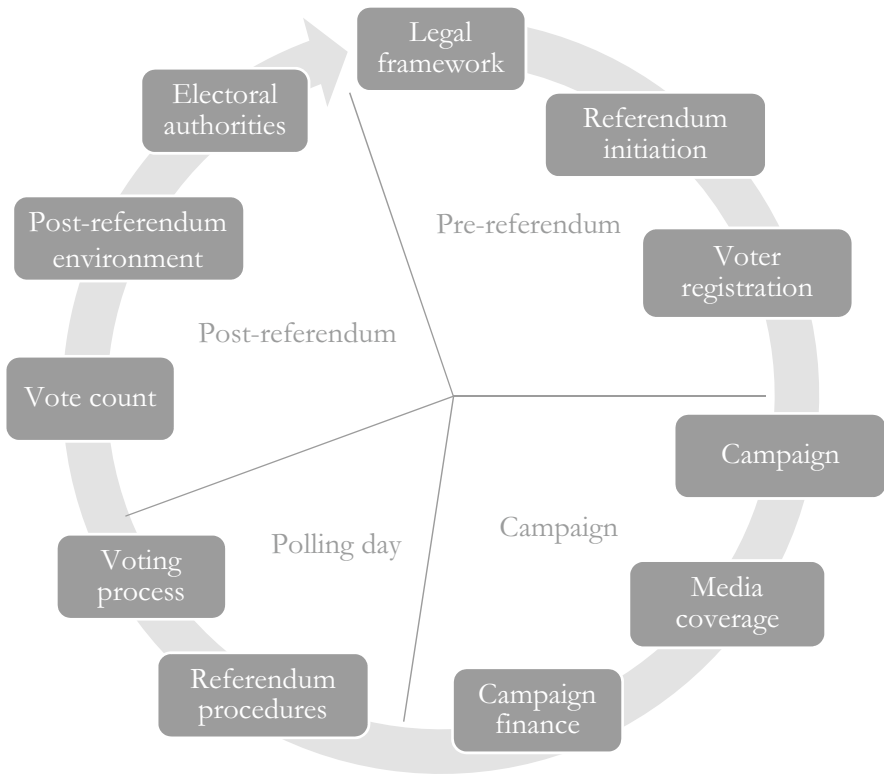 Legal
framework
Referendum
initiation
Voter
registration
Campaign
Media
coverage
Campaign
finance
Referendum
procedures
Voting
process
Vote count
Post-referendum
environment
Electoral
authorities
Pre-referendum
Campaign
Polling day
Post-referendum